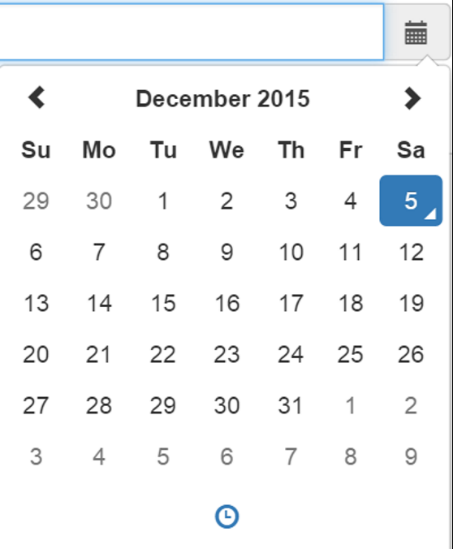 December 2015
Su Mo Tu We Th Fr Sa
29 30 1 2 3 4 5
6 7 8 9 10 11 12
13 14 15 16 17 18 19
20 21 22 23 24 25 26
27 28 29 30 31 1 2
3 4 5 6 7 8 9